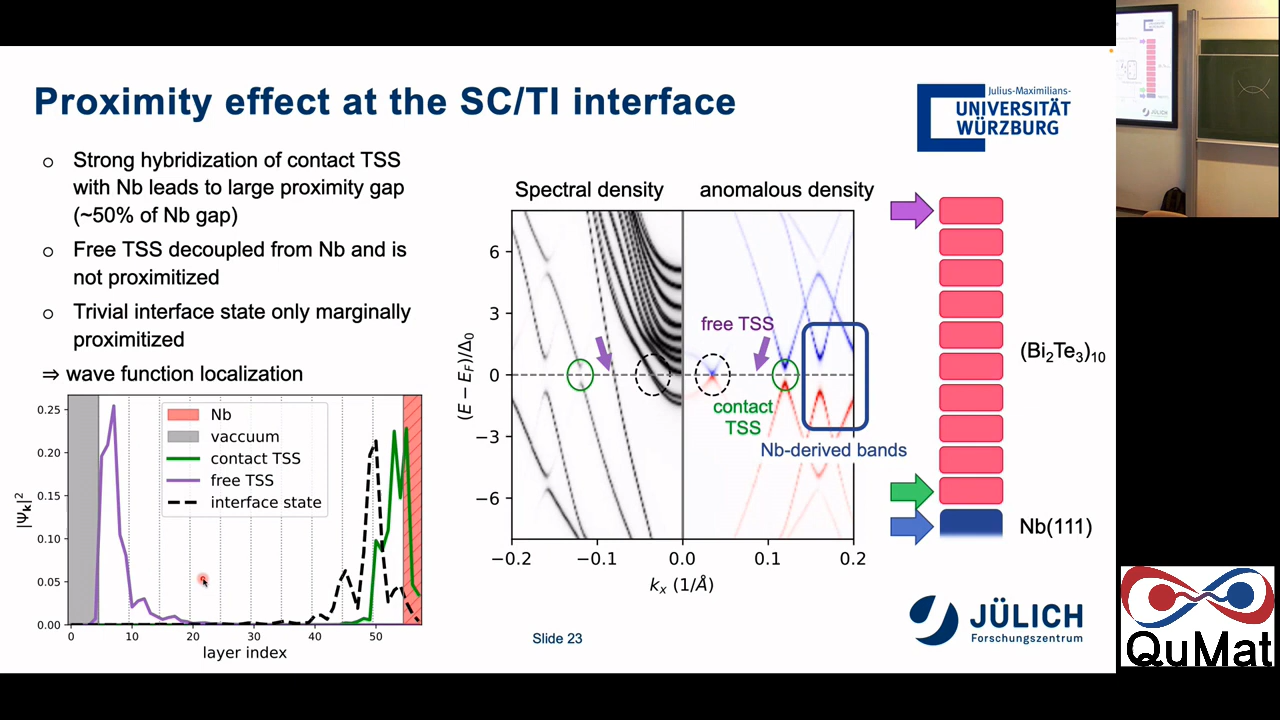 Proximity effect at the SC/TI interface
Julius-Maximilians-
UNIVERSITÄT
WÜRZBURG
○ Strong hybridization of contact TSS
with Nb leads to large proximity gap
(~50% of Nb gap)
○ Free TSS decoupled from Nb and is
not proximitized
○ Trivial interface state only marginally
proximitized
⇒ wave function localization
0.25
0.20
0.15
0.10
0.05
0.00
|Ψk|²
Nb
vaccuum
contact TSS
free TSS
interface state
0 10 20 30 40 50
layer index
Spectral density anomalous density
6
3
0
−3
−6
(E − E_F)/Δ₀
free TSS
contact
TSS
Nb-derived bands
−0.2 −0.1 0.0 0.1 0.2
kₓ (1/Å)
(Bi₂Te₃)₁₀
Nb(111)
Slide 23
JÜLICH
Forschungszentrum
QuMat